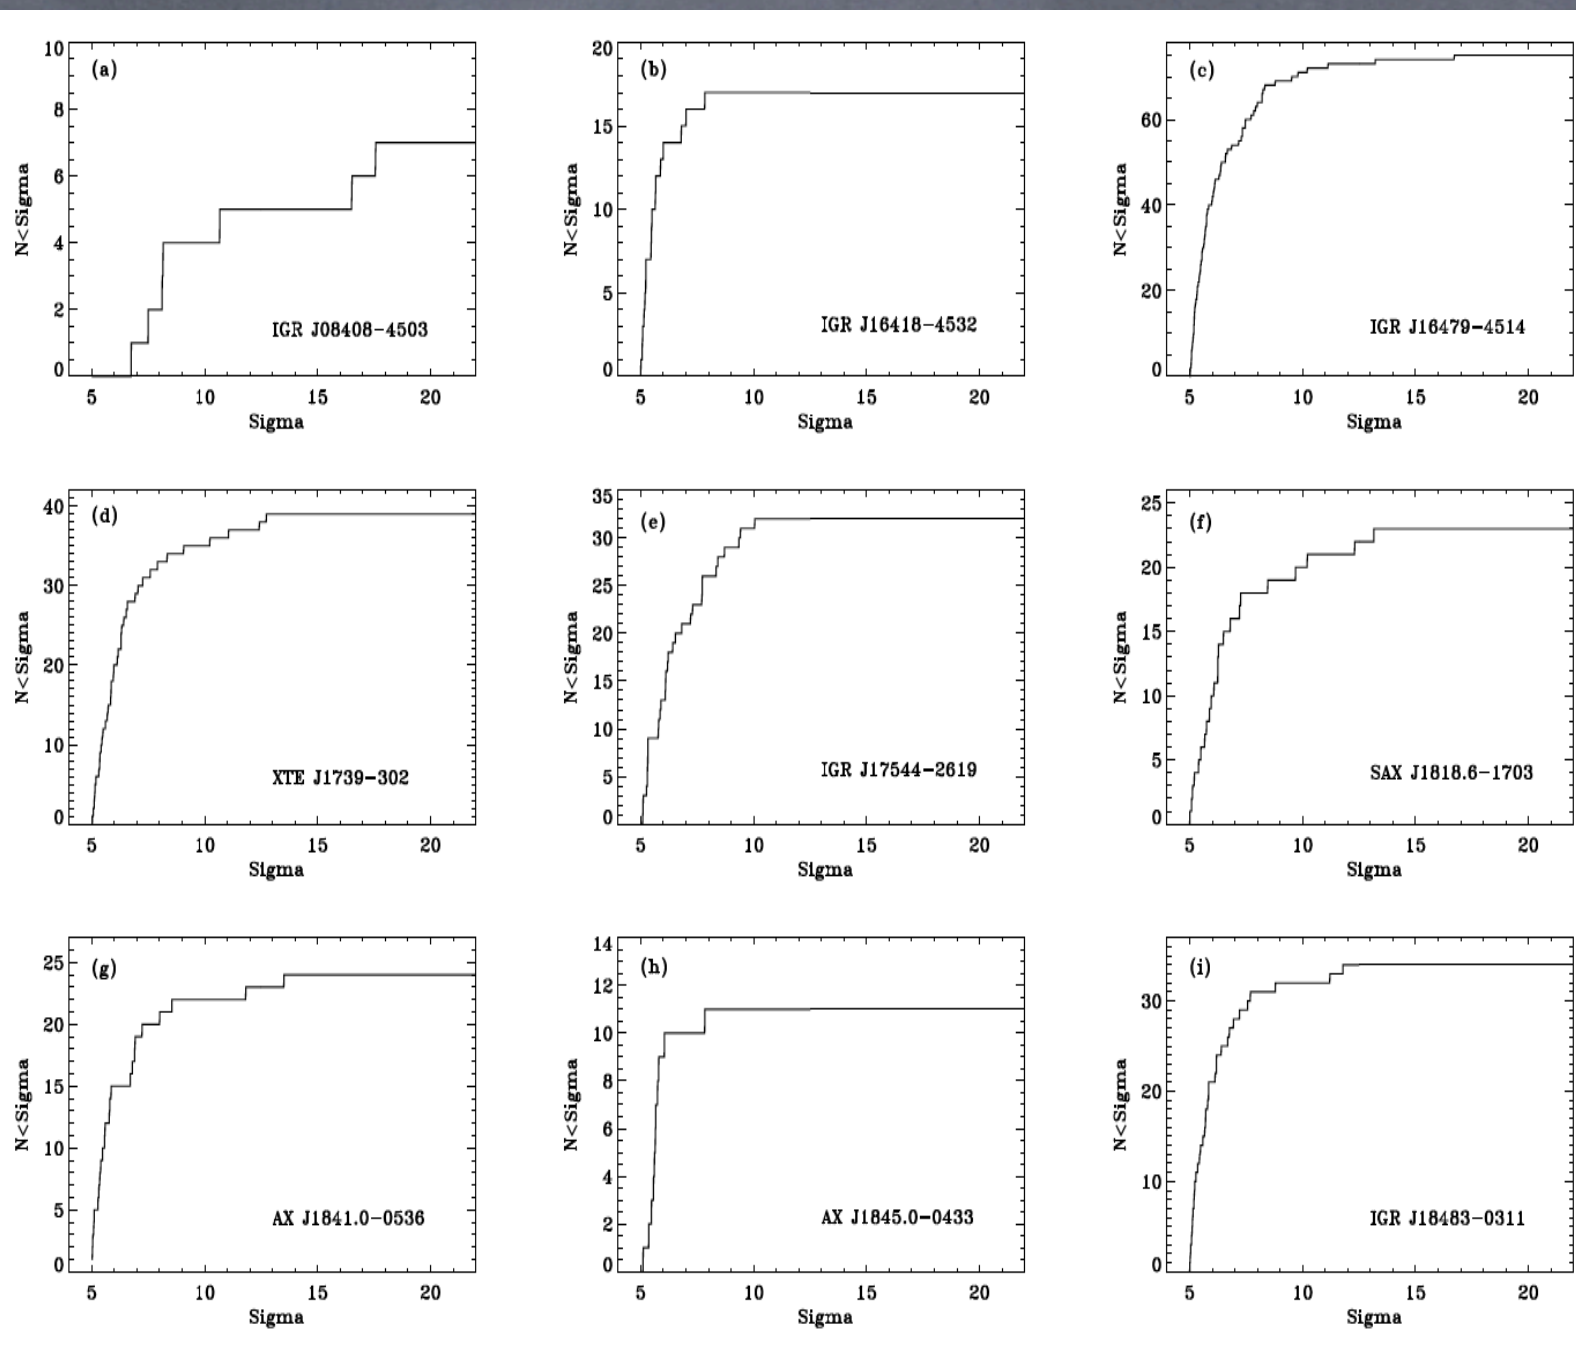 (a)
10
8
6
4
2
0
N<Sigma
IGR J08408-4503
5 10 15 20
Sigma
(b)
20
15
10
5
0
N<Sigma
IGR J16418-4532
5 10 15 20
Sigma
(c)
60
40
20
0
N<Sigma
IGR J16479-4514
5 10 15 20
Sigma
(d)
40
30
20
10
0
N<Sigma
XTE J1739-302
5 10 15 20
Sigma
(e)
35
30
25
20
15
10
5
0
N<Sigma
IGR J17544-2619
5 10 15 20
Sigma
(f)
25
20
15
10
5
0
N<Sigma
SAX J1818.6-1703
5 10 15 20
Sigma
(g)
25
20
15
10
5
0
N<Sigma
AX J1841.0-0536
5 10 15 20
Sigma
(h)
14
12
10
8
6
4
2
0
N<Sigma
AX J1845.0-0433
5 10 15 20
Sigma
(i)
30
20
10
0
N<Sigma
IGR J18483-0311
5 10 15 20
Sigma